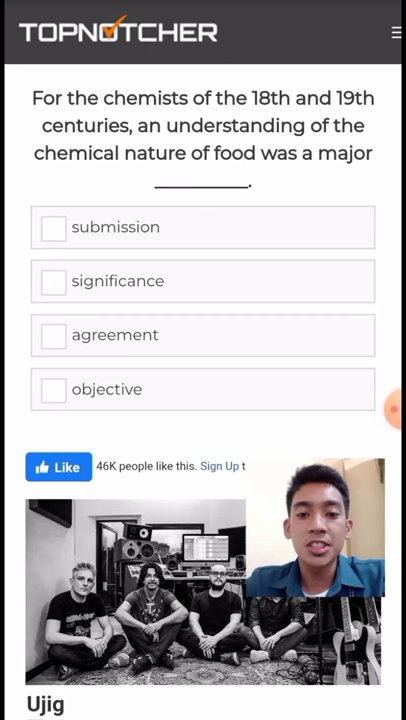 TOPNOTCHER
For the chemists of the 18th and 19th
centuries, an understanding of the
chemical nature of food was a major
____________.
submission
significance
agreement
objective
Like
46K people like this. Sign Up t
Ujig